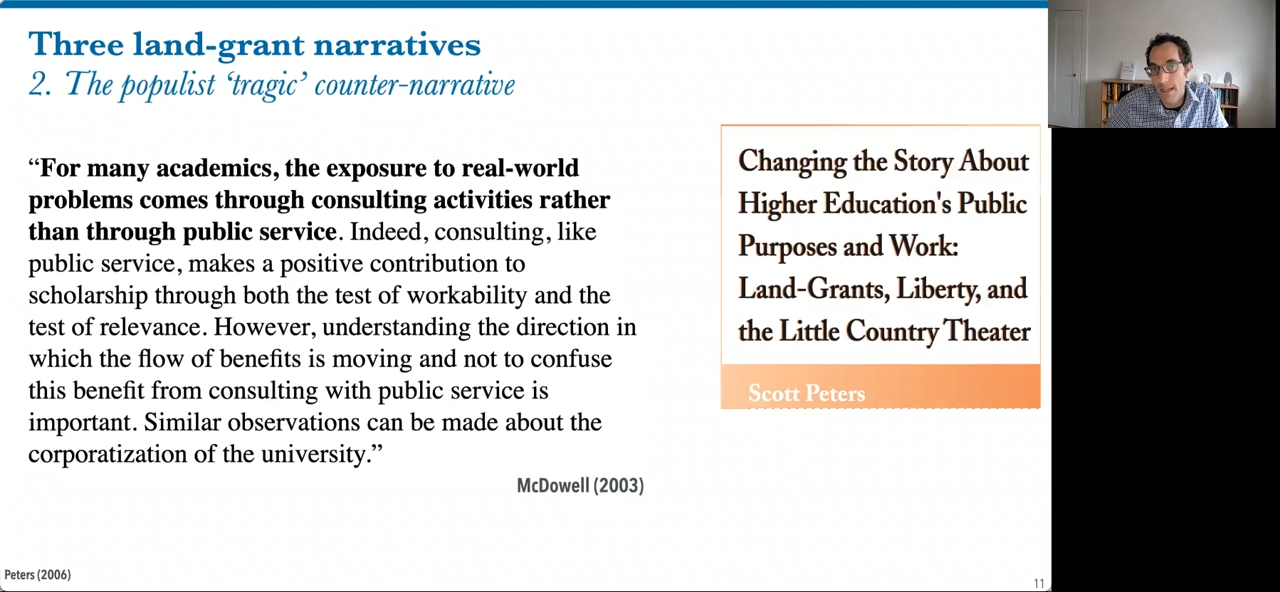 Three land-grant narratives
2. The populist ‘tragic’ counter-narrative
“For many academics, the exposure to real-world
problems comes through consulting activities rather
than through public service. Indeed, consulting, like
public service, makes a positive contribution to
scholarship through both the test of workability and the
test of relevance. However, understanding the direction in
which the flow of benefits is moving and not to confuse
this benefit from consulting with public service is
important. Similar observations can be made about the
corporatization of the university.”
McDowell (2003)
Changing the Story About
Higher Education's Public
Purposes and Work:
Land-Grants, Liberty, and
the Little Country Theater
Scott Peters
Peters (2006)
11